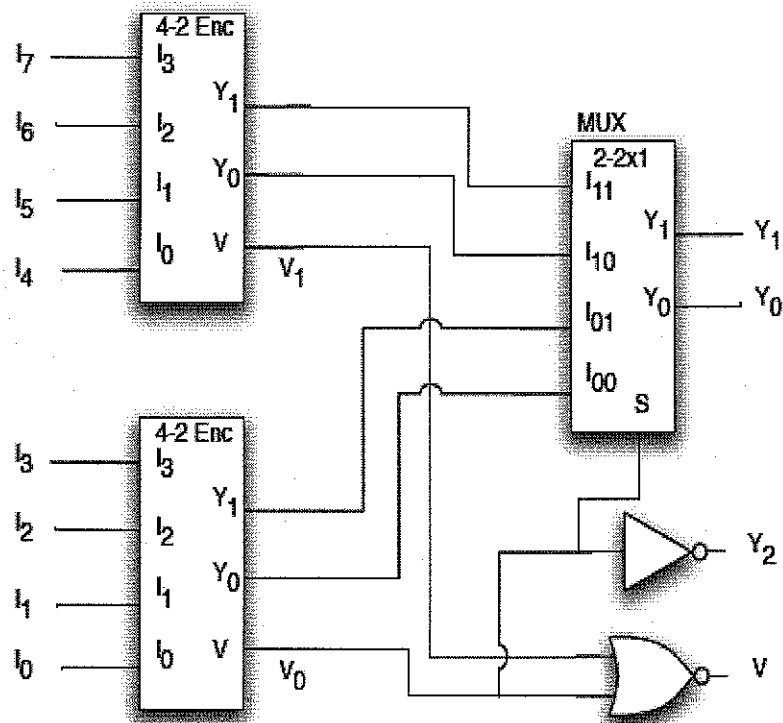 4-2 Enc
I7
I3
I6
I2
Y1
I5
I1
Y0
I4
I0
V
V1
MUX
2-2x1
I11
I10
I01
I00
S
Y1
Y1
Y0
Y0
4-2 Enc
I3
I3
I2
I2
Y1
I1
I1
Y0
I0
I0
V
V0
Y2
V